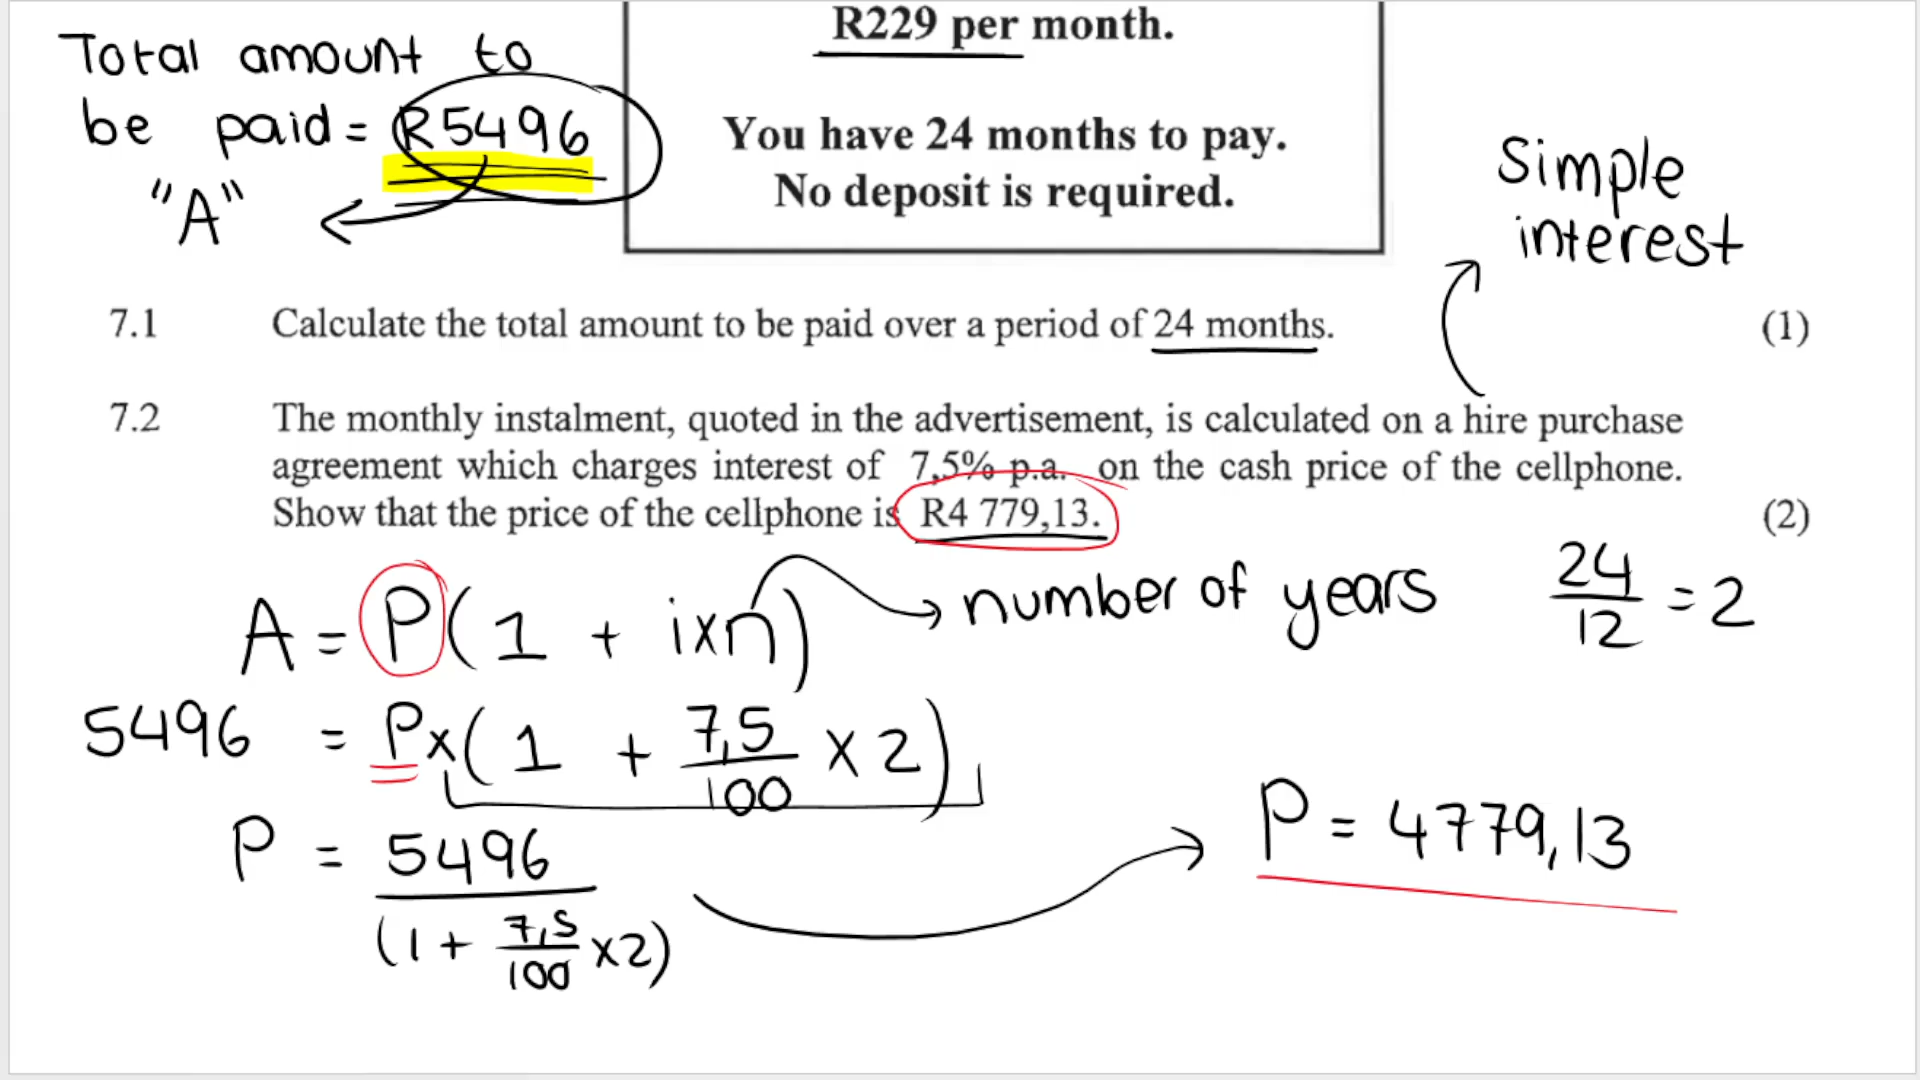 Total amount to
be paid = R5496
"A"
R229 per month.
You have 24 months to pay.
No deposit is required.
Simple
interest
7.1 Calculate the total amount to be paid over a period of 24 months. (1)
7.2 The monthly instalment, quoted in the advertisement, is calculated on a hire purchase
agreement which charges interest of 7,5% p.a. on the cash price of the cellphone.
Show that the price of the cellphone is R4 779,13. (2)
A = P(1 + i×n) → number of years 24/12 = 2
5496 = P×(1 + 7,5/100 × 2)
P = 5496/(1 + 7,5/100 ×2)
P = 4779,13